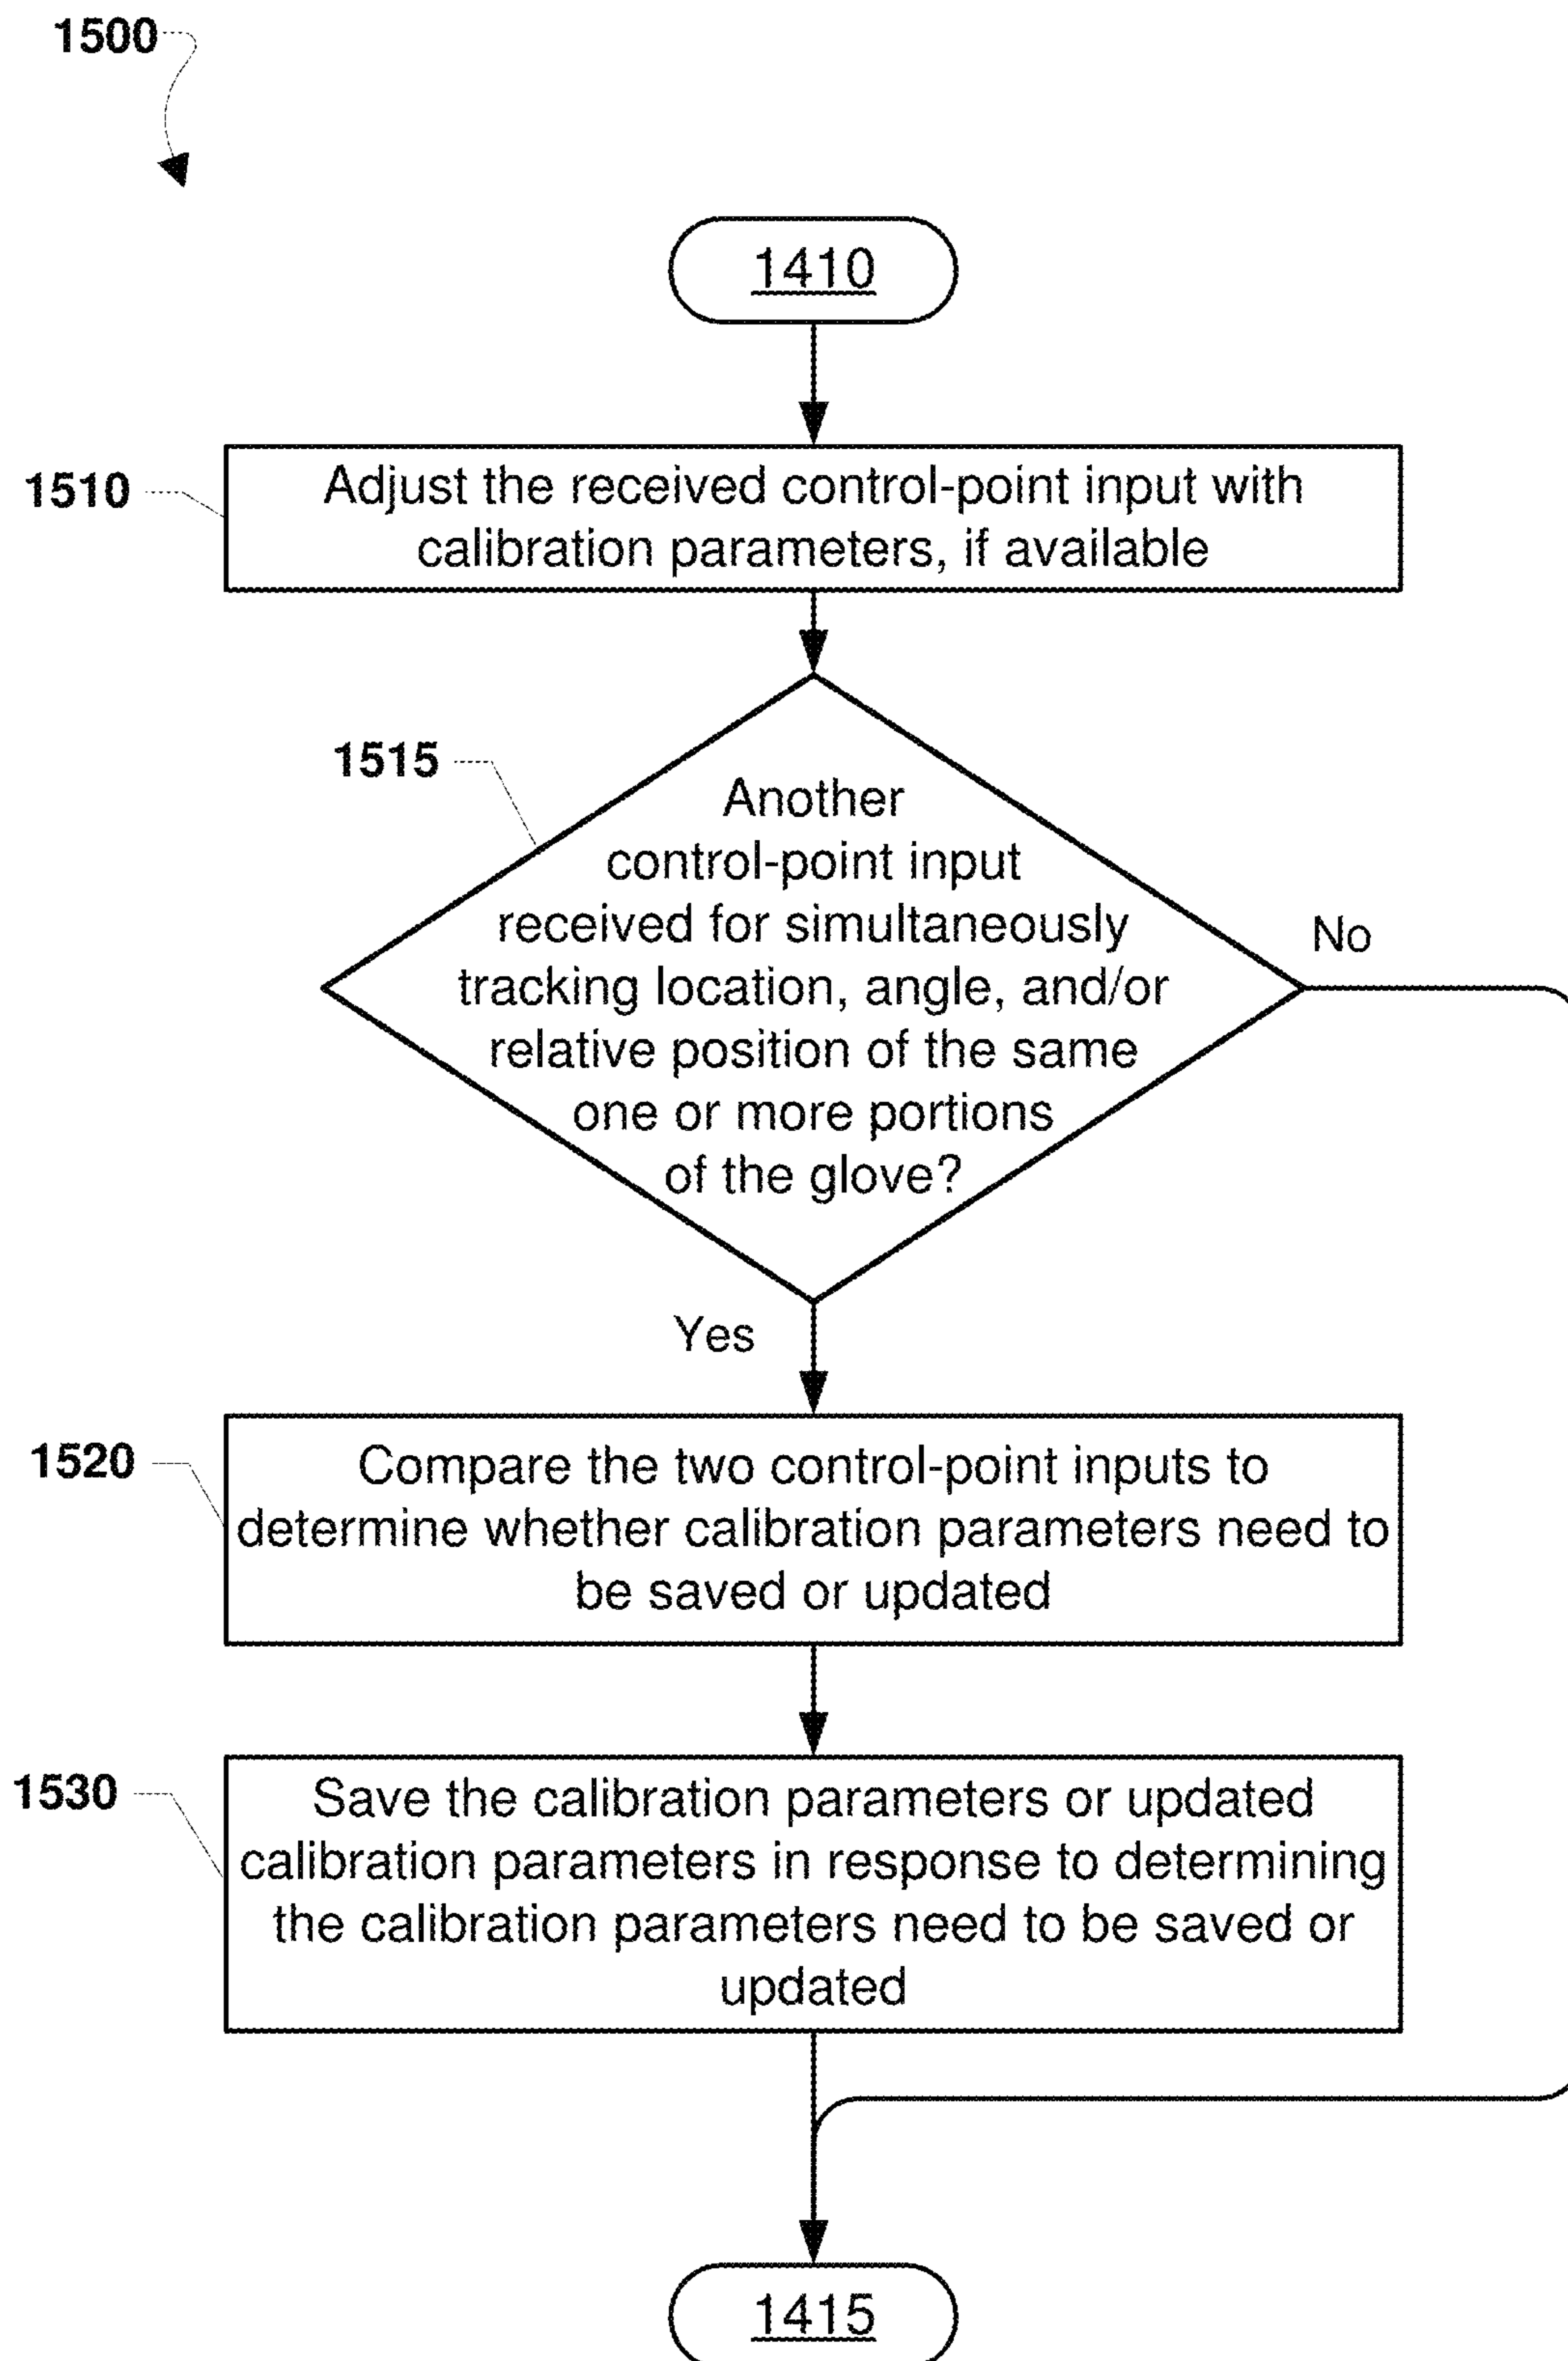 1500
1410
1510
Adjust the received control-point input with
calibration parameters, if available
1515
Another
control-point input
received for simultaneously
tracking location, angle, and/or
relative position of the same
one or more portions
of the glove?
No
Yes
1520
Compare the two control-point inputs to
determine whether calibration parameters need to
be saved or updated
1530
Save the calibration parameters or updated
calibration parameters in response to determining
the calibration parameters need to be saved or
updated
1415